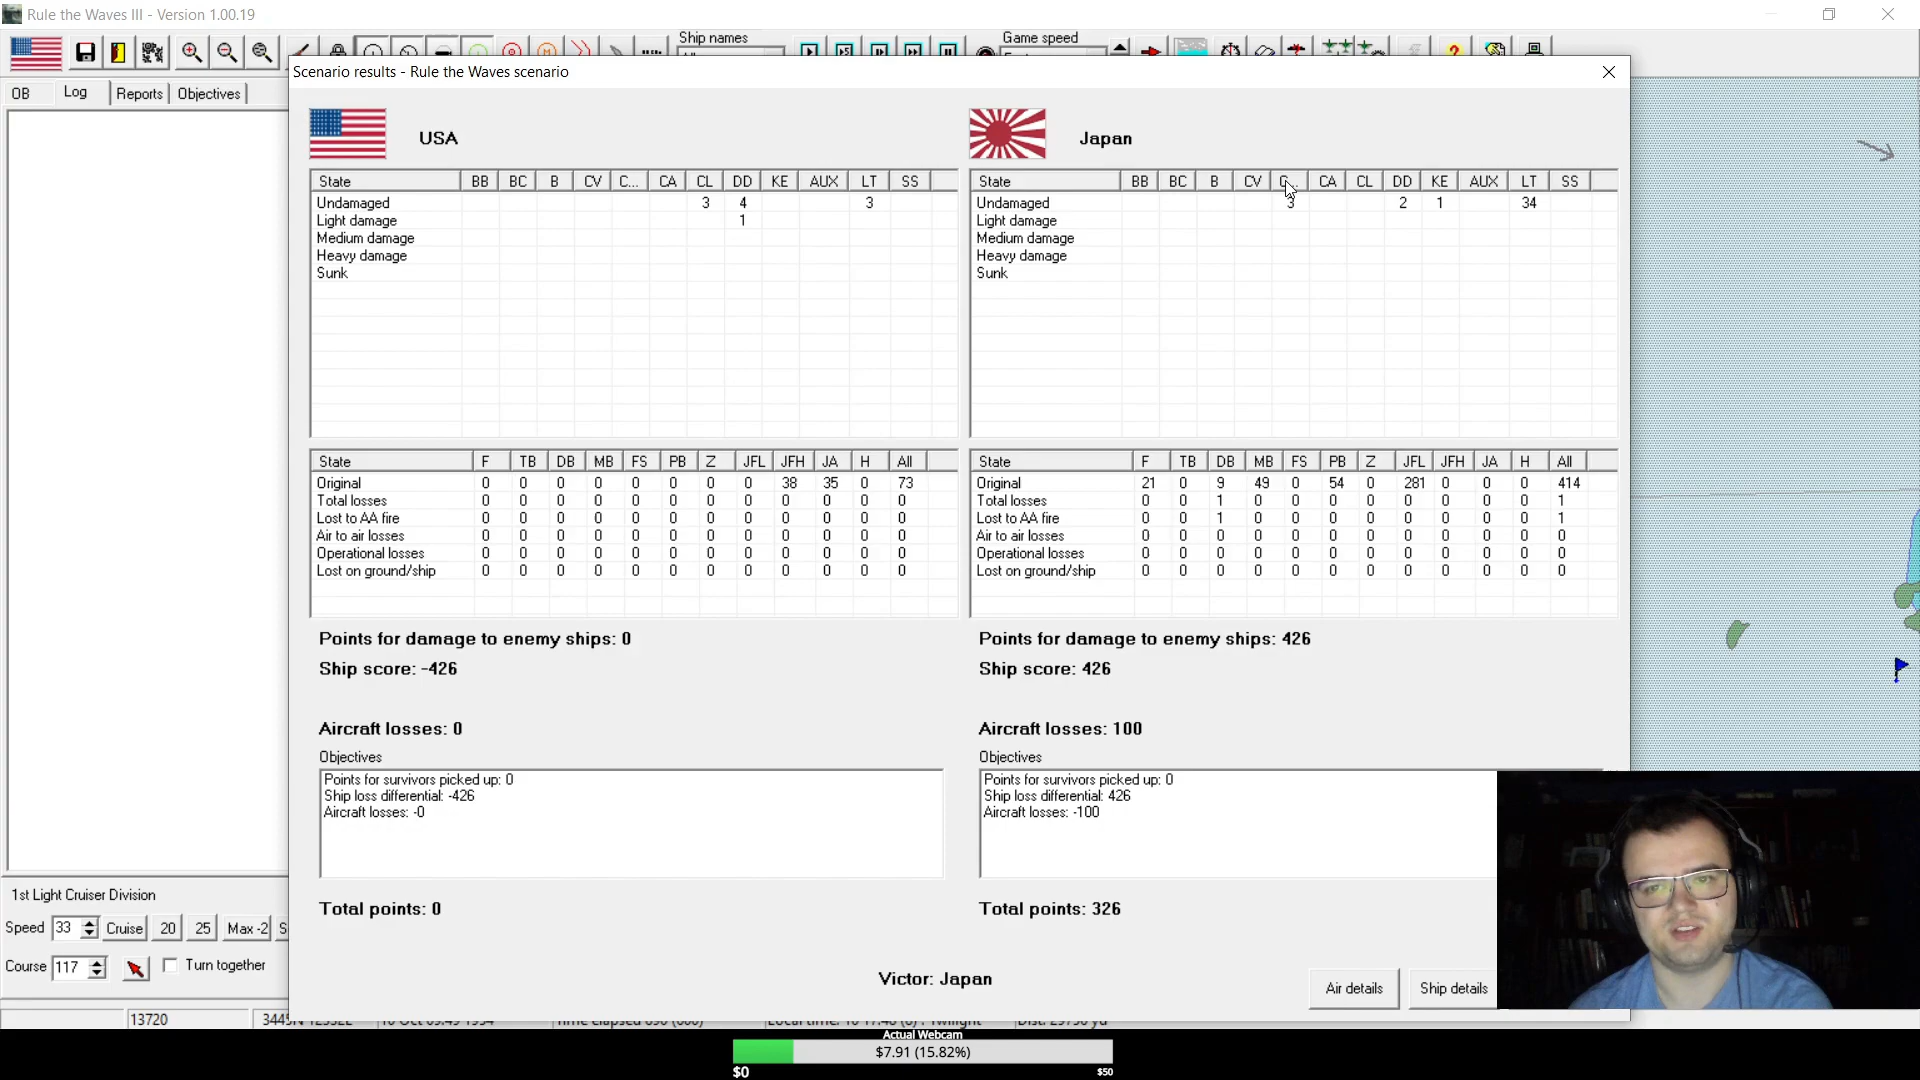 Rule the Waves III - Version 1.00.19
Ship names
Game speed
OB
Log
Reports
Objectives
Scenario results - Rule the Waves scenario
USA
State BB BC B CV C... CA CL DD KE AUX LT SS
Undamaged 3 4 3
Light damage 1
Medium damage
Heavy damage
Sunk
State F TB DB MB FS PB Z JFL JFH JA H All
Original 0 0 0 0 0 0 0 0 38 35 0 73
Total losses 0 0 0 0 0 0 0 0 0 0 0 0
Lost to AA fire 0 0 0 0 0 0 0 0 0 0 0 0
Air to air losses 0 0 0 0 0 0 0 0 0 0 0 0
Operational losses 0 0 0 0 0 0 0 0 0 0 0 0
Lost on ground/ship 0 0 0 0 0 0 0 0 0 0 0 0
Points for damage to enemy ships: 0
Ship score: -426
Aircraft losses: 0
Objectives
Points for survivors picked up: 0
Ship loss differential: -426
Aircraft losses: -0
Total points: 0
Japan
State BB BC B CV C... CA CL DD KE AUX LT SS
Undamaged 3 2 1 34
Light damage
Medium damage
Heavy damage
Sunk
State F TB DB MB FS PB Z JFL JFH JA H All
Original 21 0 9 49 0 54 0 281 0 0 0 414
Total losses 0 0 1 0 0 0 0 0 0 0 0 1
Lost to AA fire 0 0 1 0 0 0 0 0 0 0 0 1
Air to air losses 0 0 0 0 0 0 0 0 0 0 0 0
Operational losses 0 0 0 0 0 0 0 0 0 0 0 0
Lost on ground/ship 0 0 0 0 0 0 0 0 0 0 0 0
Points for damage to enemy ships: 426
Ship score: 426
Aircraft losses: 100
Objectives
Points for survivors picked up: 0
Ship loss differential: 426
Aircraft losses: -100
Total points: 326
Victor: Japan
Air details
Ship details
1st Light Cruiser Division
Speed 33 Cruise 20 25 Max -2 S
Course 117 Turn together
13720
Actual Webcam
$7.91 (15.82%)
$0
$50